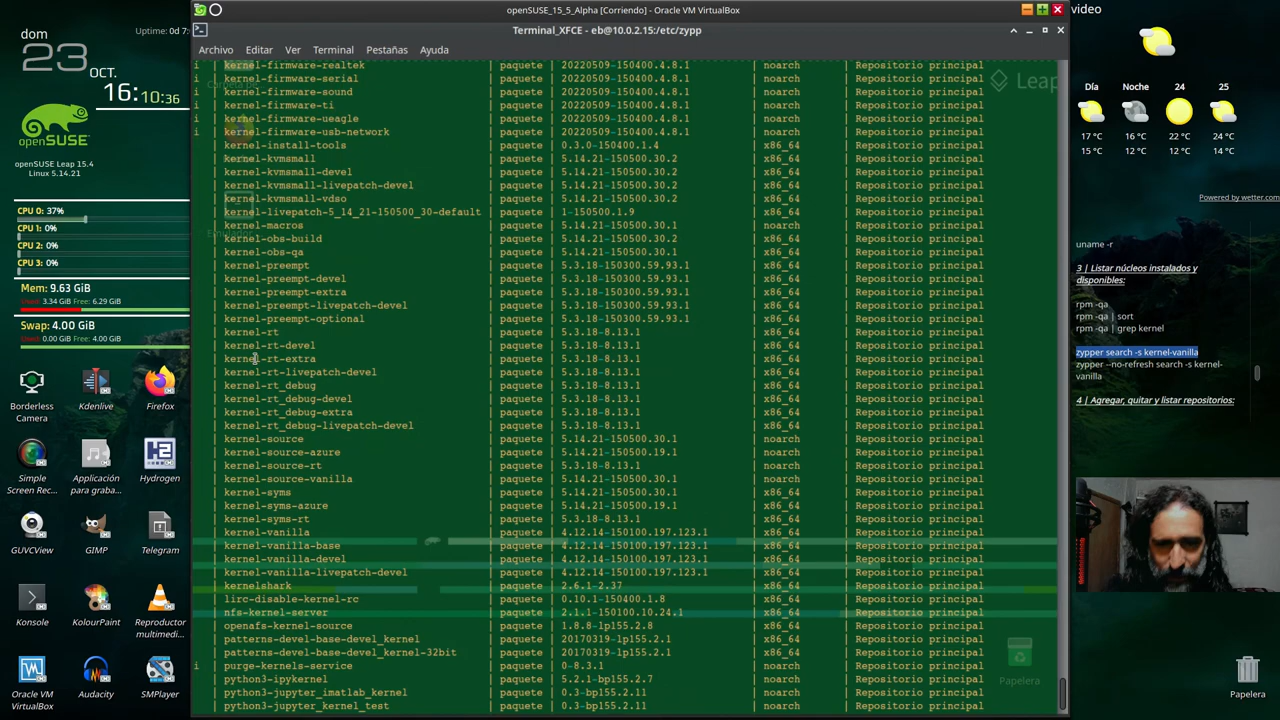 dom
23
OCT.
16:10:36
Uptime: 0d 7
openSUSE
openSUSE Leap 15.4
Linux 5.14.21
CPU 0: 37%
CPU 1: 0%
CPU 2: 0%
CPU 3: 0%
Mem: 9.63 GiB
Used: 3.34 GiB Free: 6.29 GiB
Swap: 4.00 GiB
Used: 0.00 GiB Free: 4.00 GiB
Borderless Camera
Kdenlive
Firefox
Simple Screen Rec...
Aplicación para graba...
Hydrogen
GUVCView
GIMP
Telegram
Konsole
KolourPaint
Reproductor multimedi...
Oracle VM VirtualBox
Audacity
SMPlayer
openSUSE_15_5_Alpha [Corriendo] - Oracle VM VirtualBox
Terminal_XFCE - eb@10.0.2.15:/etc/zypp
Archivo Editar Ver Terminal Pestañas Ayuda
i | kernel-firmware-realtek | paquete | 20220509-150400.4.8.1 | noarch | Repositorio principal
i | kernel-firmware-serial | paquete | 20220509-150400.4.8.1 | noarch | Repositorio principal
i | kernel-firmware-sound | paquete | 20220509-150400.4.8.1 | noarch | Repositorio principal
i | kernel-firmware-ti | paquete | 20220509-150400.4.8.1 | noarch | Repositorio principal
i | kernel-firmware-ueagle | paquete | 20220509-150400.4.8.1 | noarch | Repositorio principal
i | kernel-firmware-usb-network | paquete | 20220509-150400.4.8.1 | noarch | Repositorio principal
| kernel-install-tools | paquete | 0.3.0-150400.1.4 | x86_64 | Repositorio principal
| kernel-kvmsmall | paquete | 5.14.21-150500.30.2 | x86_64 | Repositorio principal
| kernel-kvmsmall-devel | paquete | 5.14.21-150500.30.2 | x86_64 | Repositorio principal
| kernel-kvmsmall-livepatch-devel | paquete | 5.14.21-150500.30.2 | x86_64 | Repositorio principal
| kernel-kvmsmall-vdso | paquete | 5.14.21-150500.30.2 | x86_64 | Repositorio principal
| kernel-livepatch-5_14_21-150500_30-default | paquete | 1-150500.1.9 | x86_64 | Repositorio principal
| kernel-macros | paquete | 5.14.21-150500.30.1 | noarch | Repositorio principal
| kernel-obs-build | paquete | 5.14.21-150500.30.2 | x86_64 | Repositorio principal
| kernel-obs-qa | paquete | 5.14.21-150500.30.1 | x86_64 | Repositorio principal
| kernel-preempt | paquete | 5.3.18-150300.59.93.1 | x86_64 | Repositorio principal
| kernel-preempt-devel | paquete | 5.3.18-150300.59.93.1 | x86_64 | Repositorio principal
| kernel-preempt-extra | paquete | 5.3.18-150300.59.93.1 | x86_64 | Repositorio principal
| kernel-preempt-livepatch-devel | paquete | 5.3.18-150300.59.93.1 | x86_64 | Repositorio principal
| kernel-preempt-optional | paquete | 5.3.18-150300.59.93.1 | x86_64 | Repositorio principal
| kernel-rt | paquete | 5.3.18-8.13.1 | x86_64 | Repositorio principal
| kernel-rt-devel | paquete | 5.3.18-8.13.1 | x86_64 | Repositorio principal
| kernel-rt-extra | paquete | 5.3.18-8.13.1 | x86_64 | Repositorio principal
| kernel-rt-livepatch-devel | paquete | 5.3.18-8.13.1 | x86_64 | Repositorio principal
| kernel-rt_debug | paquete | 5.3.18-8.13.1 | x86_64 | Repositorio principal
| kernel-rt_debug-devel | paquete | 5.3.18-8.13.1 | x86_64 | Repositorio principal
| kernel-rt_debug-extra | paquete | 5.3.18-8.13.1 | x86_64 | Repositorio principal
| kernel-rt_debug-livepatch-devel | paquete | 5.3.18-8.13.1 | x86_64 | Repositorio principal
| kernel-source | paquete | 5.14.21-150500.30.1 | noarch | Repositorio principal
| kernel-source-azure | paquete | 5.14.21-150500.19.1 | noarch | Repositorio principal
| kernel-source-rt | paquete | 5.3.18-8.13.1 | noarch | Repositorio principal
| kernel-source-vanilla | paquete | 5.14.21-150500.30.1 | noarch | Repositorio principal
| kernel-syms | paquete | 5.14.21-150500.30.1 | x86_64 | Repositorio principal
| kernel-syms-azure | paquete | 5.14.21-150500.19.1 | x86_64 | Repositorio principal
| kernel-syms-rt | paquete | 5.3.18-8.13.1 | x86_64 | Repositorio principal
| kernel-vanilla | paquete | 4.12.14-150100.197.123.1 | x86_64 | Repositorio principal
| kernel-vanilla-base | paquete | 4.12.14-150100.197.123.1 | x86_64 | Repositorio principal
| kernel-vanilla-devel | paquete | 4.12.14-150100.197.123.1 | x86_64 | Repositorio principal
| kernel-vanilla-livepatch-devel | paquete | 4.12.14-150100.197.123.1 | x86_64 | Repositorio principal
| kernelshark | paquete | 2.6.1-2.37 | x86_64 | Repositorio principal
| lirc-disable-kernel-rc | paquete | 0.10.1-150400.1.8 | noarch | Repositorio principal
| nfs-kernel-server | paquete | 2.1.1-150100.10.24.1 | x86_64 | Repositorio principal
| openafs-kernel-source | paquete | 1.8.8-lp155.2.8 | x86_64 | Repositorio principal
| patterns-devel-base-devel_kernel | paquete | 20170319-lp155.2.1 | x86_64 | Repositorio principal
| patterns-devel-base-devel_kernel-32bit | paquete | 20170319-lp155.2.1 | x86_64 | Repositorio principal
i | purge-kernels-service | paquete | 0-8.3.1 | noarch | Repositorio principal
| python3-ipykernel | paquete | 5.2.1-bp155.2.7 | noarch | Repositorio principal
| python3-jupyter_imatlab_kernel | paquete | 0.3-bp155.2.11 | noarch | Repositorio principal
| python3-jupyter_kernel_test | paquete | 0.3-bp155.2.11 | noarch | Repositorio principal
Leap
Papelera
video
Día Noche 24 25
17 °C 16 °C 22 °C 24 °C
15 °C 12 °C 12 °C 14 °C
Powered by wetter.com
uname -r
3 | Listar núcleos instalados y disponibles:
rpm -qa
rpm -qa | sort
rpm -qa | grep kernel
zypper search -s kernel-vanilla
zypper --no-refresh search -s kernel-
vanilla
4 | Agregar, quitar y listar repositorios:
Papelera